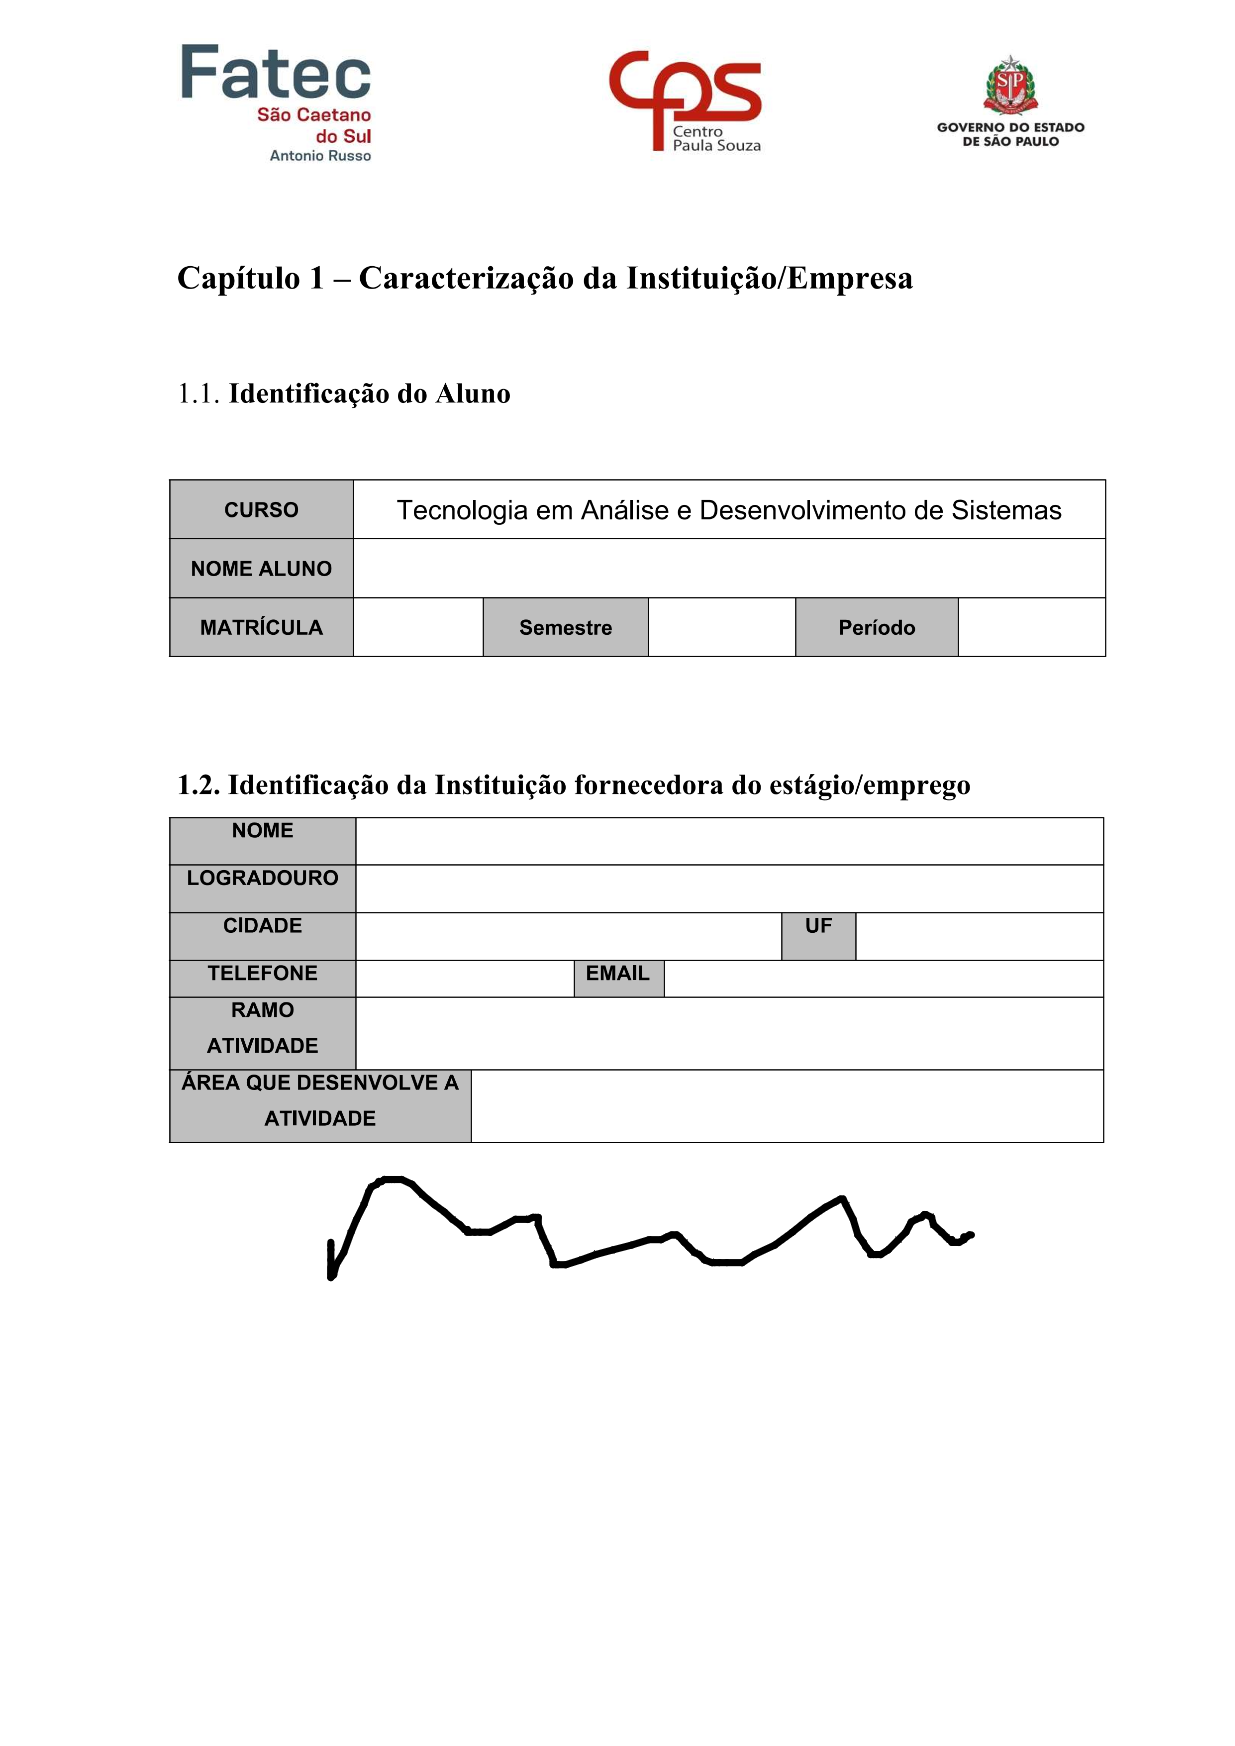 Fatec
São Caetano
do Sul
Antonio Russo
CPS
Centro
Paula Souza
SP
GOVERNO DO ESTADO
DE SÃO PAULO
Capítulo 1 – Caracterização da Instituição/Empresa
1.1. Identificação do Aluno
CURSO Tecnologia em Análise e Desenvolvimento de Sistemas
NOME ALUNO
MATRÍCULA Semestre Período
1.2. Identificação da Instituição fornecedora do estágio/emprego
NOME
LOGRADOURO
CIDADE UF
TELEFONE EMAIL
RAMO
ATIVIDADE
ÁREA QUE DESENVOLVE A
ATIVIDADE